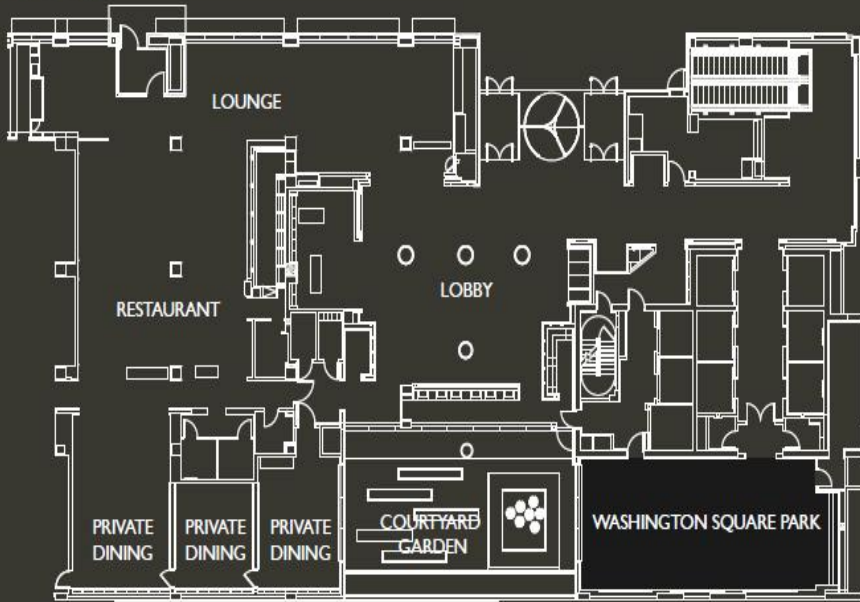 LOUNGE
LOBBY
RESTAURANT
PRIVATE
DINING
PRIVATE
DINING
PRIVATE
DINING
COURTYARD
GARDEN
WASHINGTON SQUARE PARK